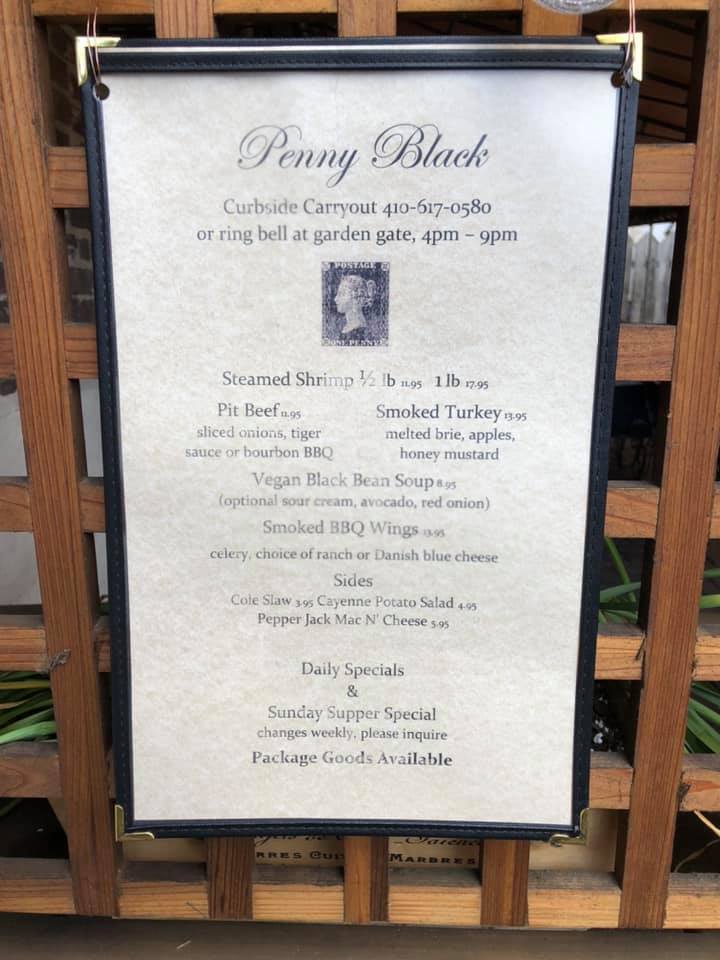 Penny Black
Curbside Carryout 410-617-0580
or ring bell at garden gate, 4pm – 9pm
POSTAGE
ONE PENNY
Steamed Shrimp ½ lb 11.95 1 lb 17.95
Pit Beef 11.95
sliced onions, tiger
sauce or bourbon BBQ
Smoked Turkey 13.95
melted brie, apples,
honey mustard
Vegan Black Bean Soup 8.95
(optional sour cream, avocado, red onion)
Smoked BBQ Wings 13.95
celery, choice of ranch or Danish blue cheese
Sides
Cole Slaw 3.95 Cayenne Potato Salad 4.95
Pepper Jack Mac N' Cheese 5.95
Daily Specials
&
Sunday Supper Special
changes weekly, please inquire
Package Goods Available
MARBRES